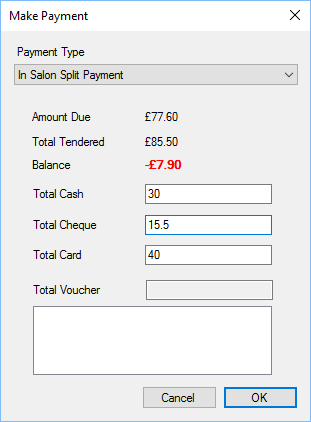 Make Payment
Payment Type
In Salon Split Payment
Amount Due £77.60
Total Tendered £85.50
Balance -£7.90
Total Cash 30
Total Cheque 15.5
Total Card 40
Total Voucher
Cancel OK